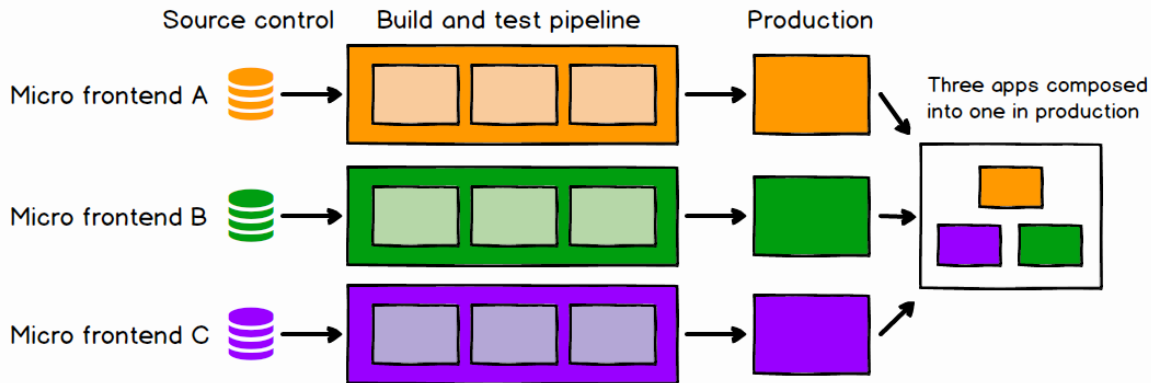 Source control
Build and test pipeline
Production
Micro frontend A
Three apps composed
into one in production
Micro frontend B
Micro frontend C